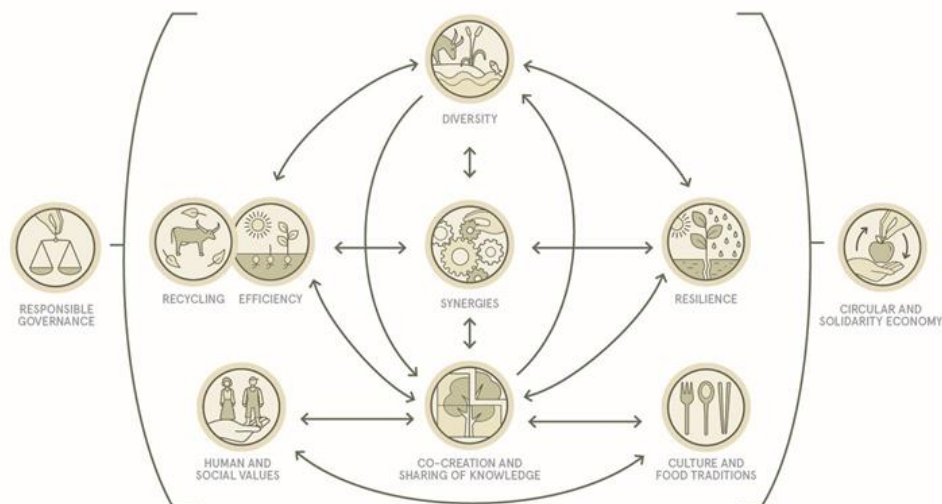 DIVERSITY
RECYCLING
EFFICIENCY
SYNERGIES
RESILIENCE
RESPONSIBLE
GOVERNANCE
CIRCULAR AND
SOLIDARITY ECONOMY
HUMAN AND
SOCIAL VALUES
CO-CREATION AND
SHARING OF KNOWLEDGE
CULTURE AND
FOOD TRADITIONS